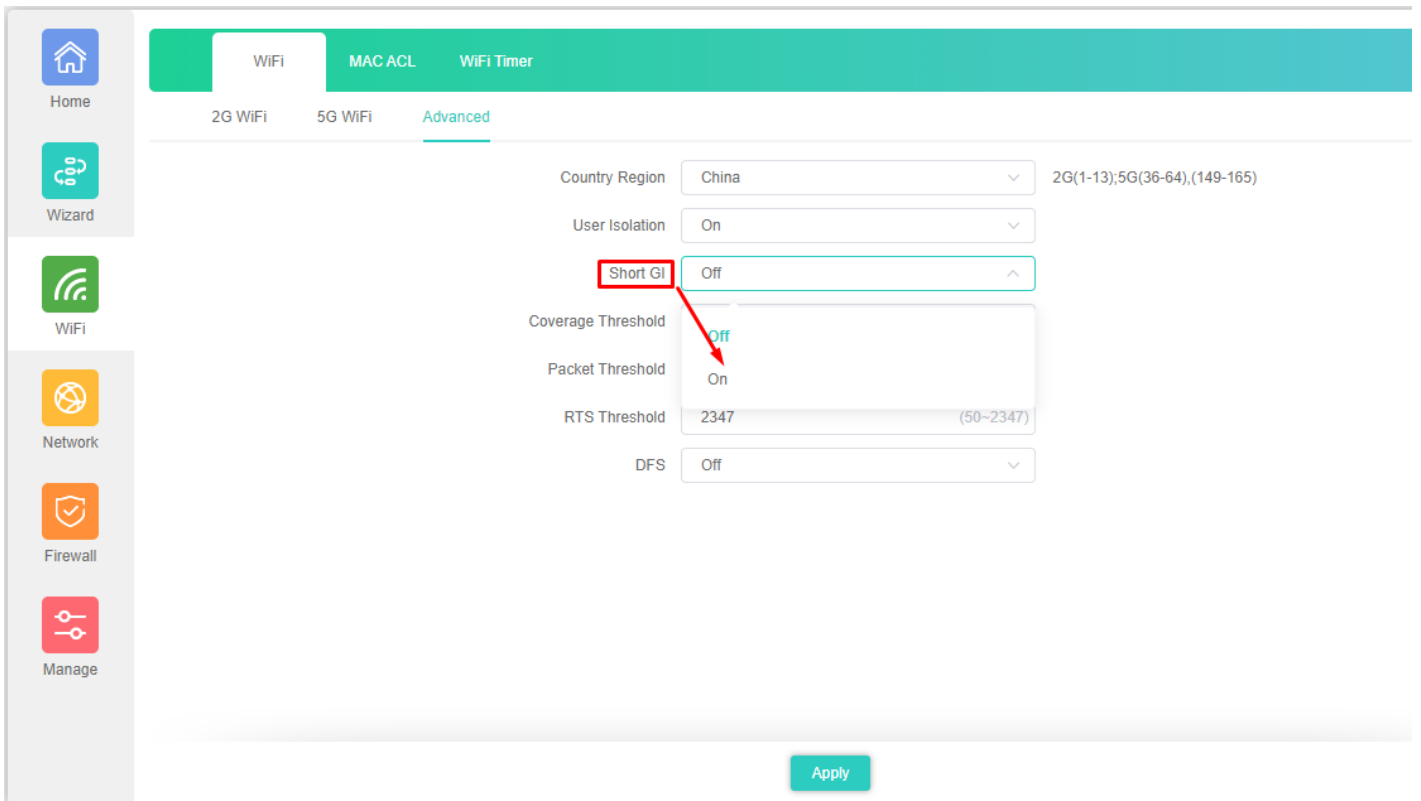 Home
Wizard
WiFi
Network
Firewall
Manage
WiFi MAC ACL WiFi Timer
2G WiFi 5G WiFi Advanced
Country Region China 2G(1-13);5G(36-64),(149-165)
User Isolation On
Short GI Off
Coverage Threshold
Off
Packet Threshold
On
RTS Threshold 2347 (50~2347)
DFS Off
Apply